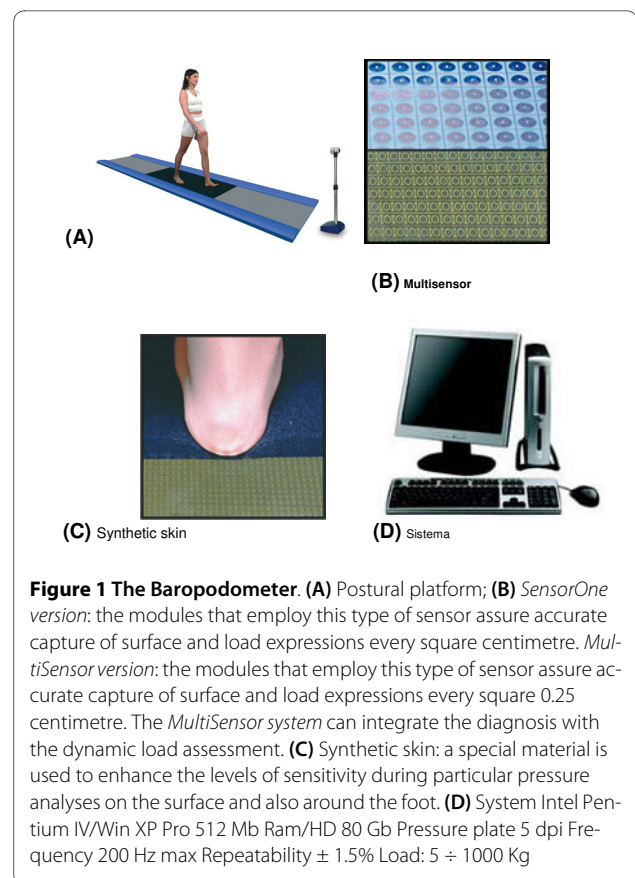 (A)
(B) Multisensor
(C) Synthetic skin
(D) Sistema
Figure 1 The Baropodometer. (A) Postural platform; (B) SensorOne
version: the modules that employ this type of sensor assure accurate
capture of surface and load expressions every square centimetre. Mul-
tiSensor version: the modules that employ this type of sensor assure ac-
curate capture of surface and load expressions every square 0.25
centimetre. The MultiSensor system can integrate the diagnosis with
the dynamic load assessment. (C) Synthetic skin: a special material is
used to enhance the levels of sensitivity during particular pressure
analyses on the surface and also around the foot. (D) System Intel Pen-
tium IV/Win XP Pro 512 Mb Ram/HD 80 Gb Pressure plate 5 dpi Fre-
quency 200 Hz max Repeatability ± 1.5% Load: 5 ÷ 1000 Kg